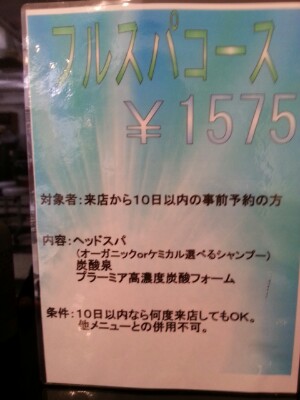 フルスパコース
¥1575
対象者:来店から10日以内の事前予約の方
内容:ヘッドスパ
(オーガニックorケミカル選べるシャンプー)
炭酸泉
プラーミア高濃度炭酸フォーム
条件:10日以内なら何度来店してもOK。
他メニューとの併用不可。